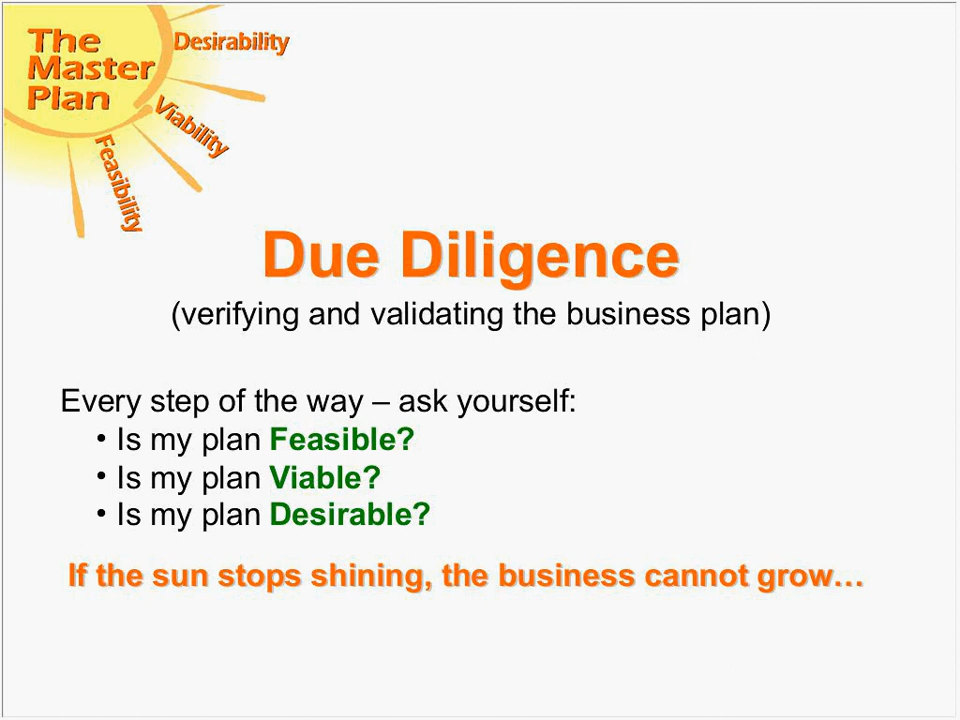 The
Master
Plan
Desirability
Viability
Feasibility
Due Diligence
(verifying and validating the business plan)
Every step of the way – ask yourself:
• Is my plan Feasible?
• Is my plan Viable?
• Is my plan Desirable?
If the sun stops shining, the business cannot grow…